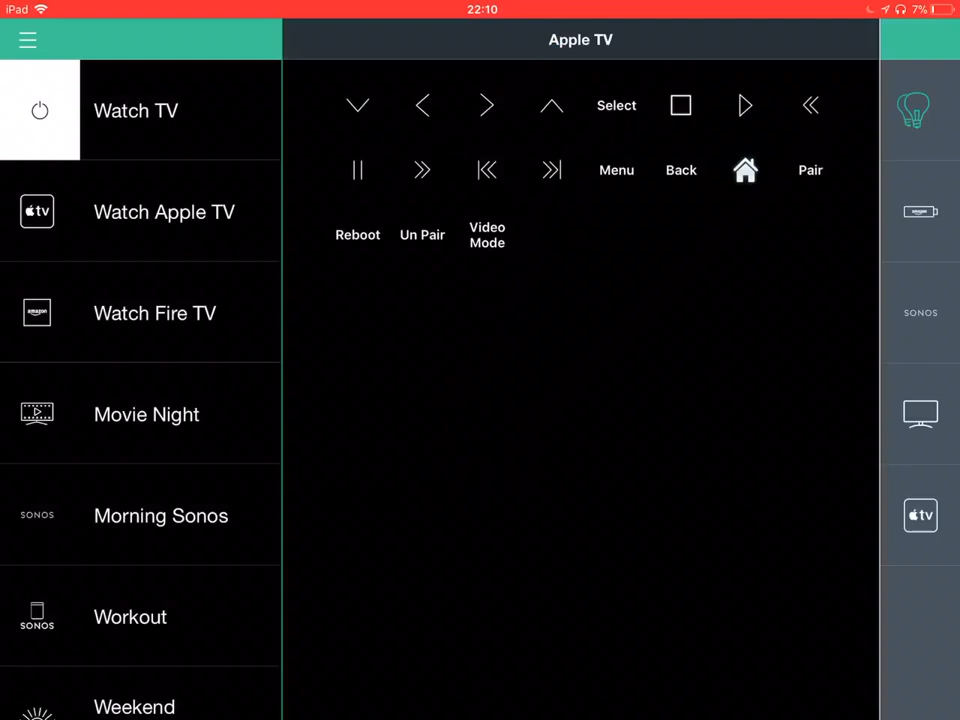 iPad
22:10
7%
Apple TV
Watch TV
Select
Menu
Back
Pair
Reboot
Un Pair
Video
Mode
tv
Watch Apple TV
amazon
Watch Fire TV
Movie Night
SONOS
Morning Sonos
SONOS
Workout
Weekend
amazon
SONOS
tv